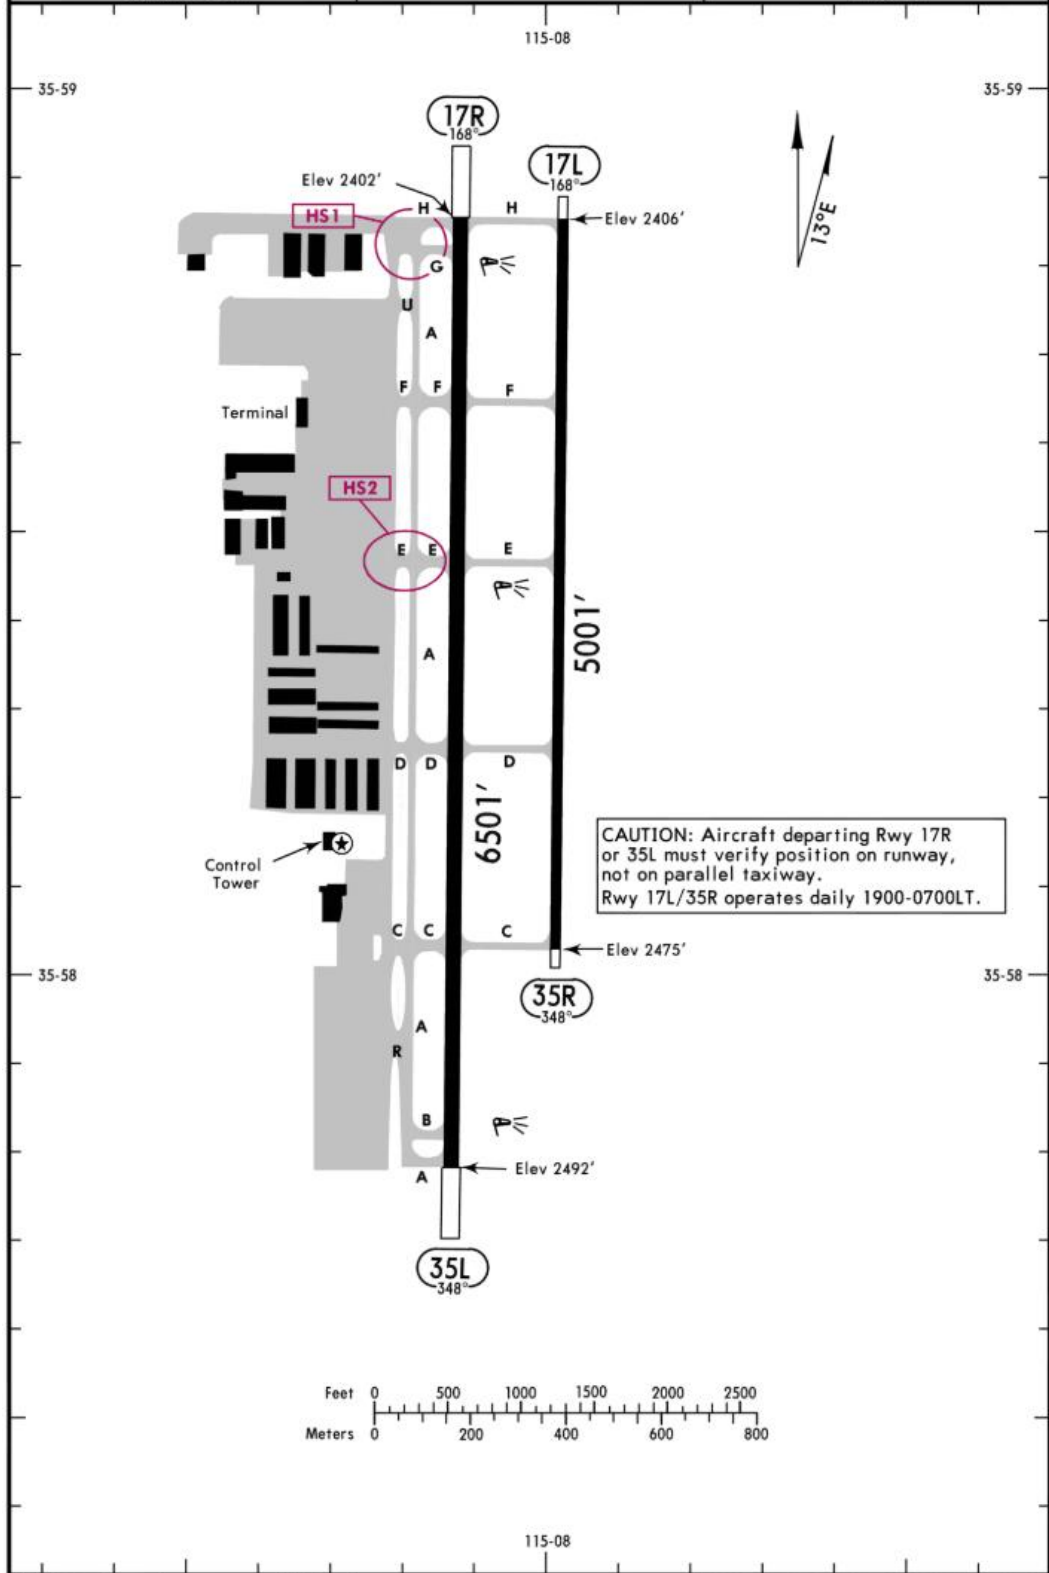 115-08
35-59
35-59
17R
168°
17L
168°
13°E
Elev 2402'
HS1
H
H
Elev 2406'
G
U
A
F
F
F
Terminal
HS2
E
E
E
5001'
A
D
D
D
6501'
CAUTION: Aircraft departing Rwy 17R
or 35L must verify position on runway,
not on parallel taxiway.
Rwy 17L/35R operates daily 1900-0700LT.
Control
Tower
C
C
C
Elev 2475'
35-58
35-58
35R
348°
A
R
B
Elev 2492'
A
35L
348°
Feet 0 500 1000 1500 2000 2500
Meters 0 200 400 600 800
115-08